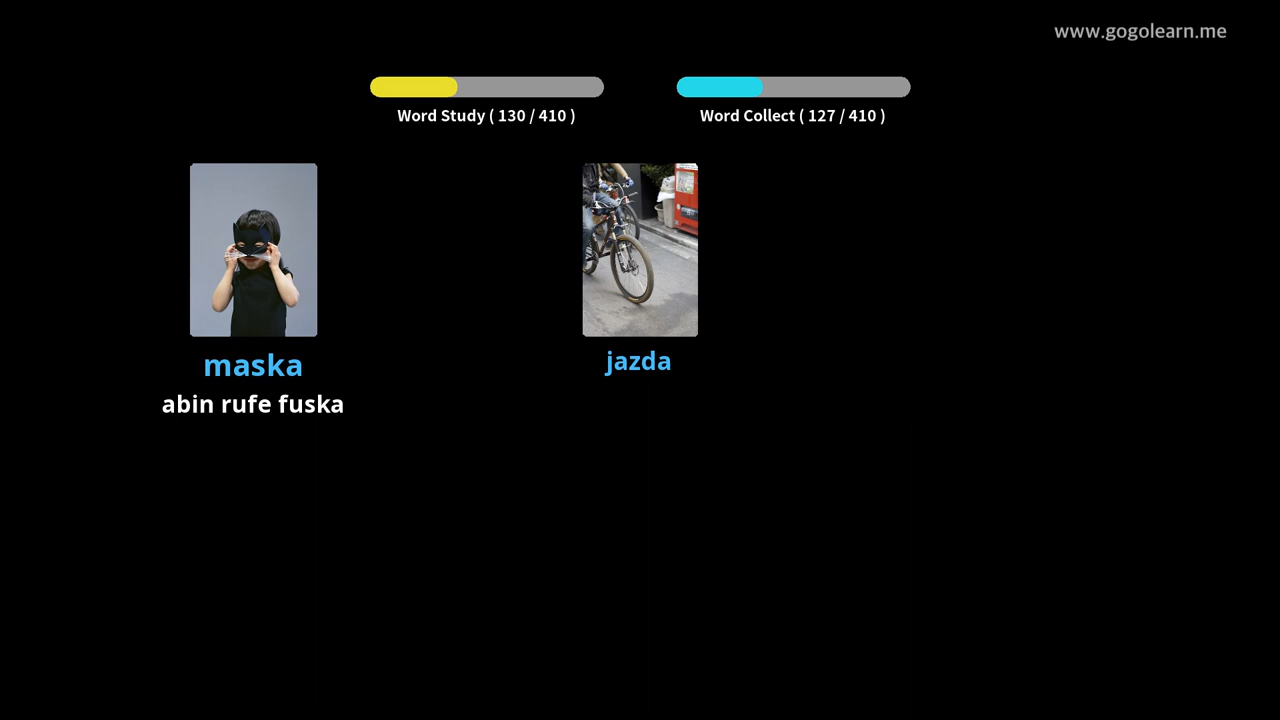 www.gogolearn.me
Word Study ( 130 / 410 )
Word Collect ( 127 / 410 )
maska
abin rufe fuska
jazda